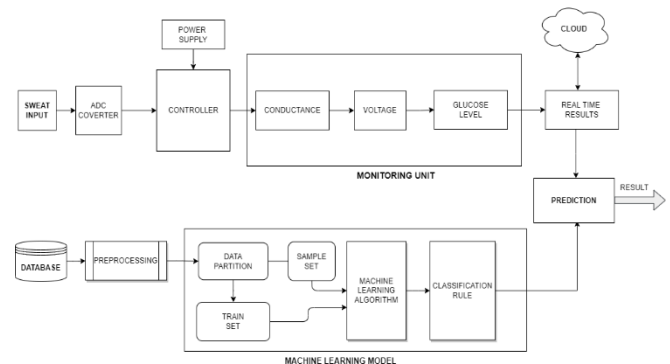 POWER
SUPPLY
CLOUD
SWEAT
INPUT
ADC
COVERTER
CONTROLLER
CONDUCTANCE
VOLTAGE
GLUCOSE
LEVEL
REAL TIME
RESULTS
MONITORING UNIT
PREDICTION
RESULT
DATABASE
PREPROCESSING
DATA
PARTITION
SAMPLE
SET
TRAIN
SET
MACHINE
LEARNING
ALGORITHM
CLASSIFICATION
RULE
MACHINE LEARNING MODEL